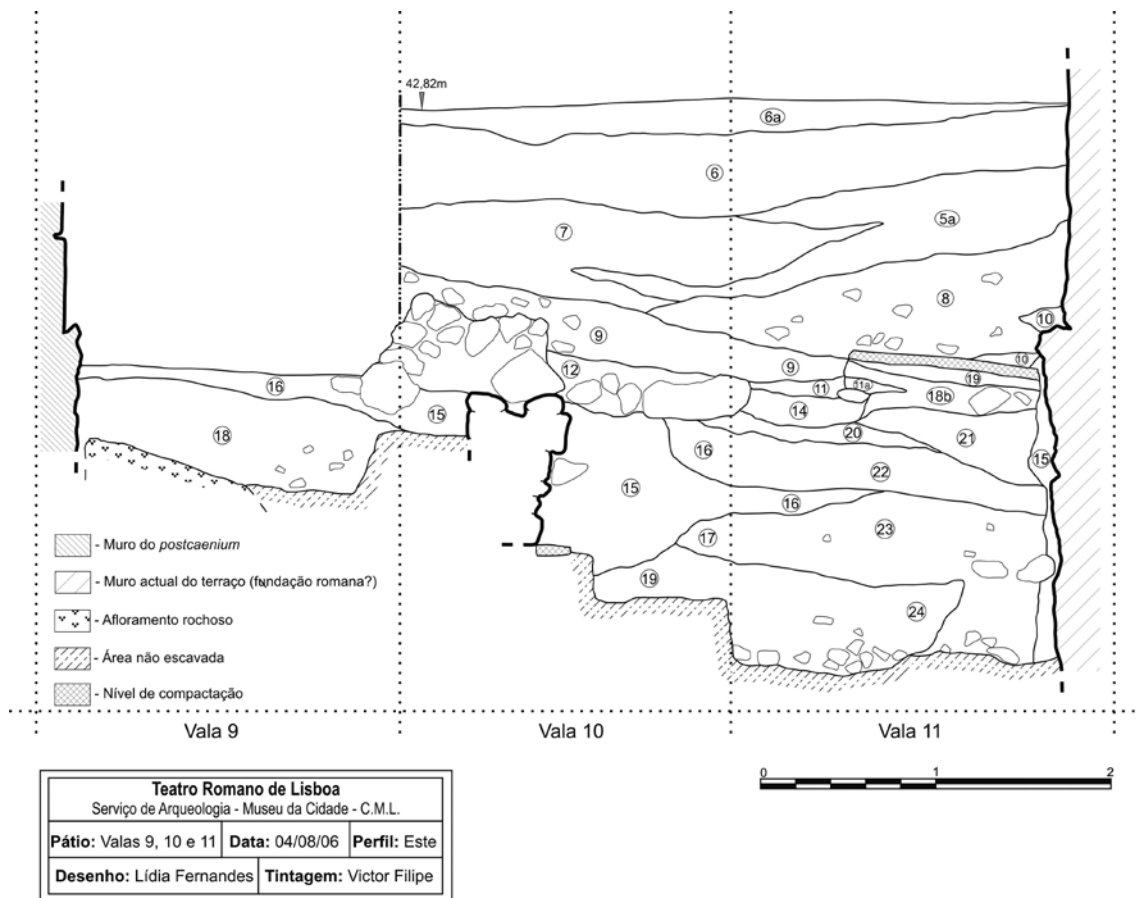 42,82m
6a
6
5a
7
8
10
9
9
10
12
11
11a
19
18b
16
15
14
20
21
18
16
22
15
15
16
23
17
19
24
- Muro do postcaenium
- Muro actual do terraço (fundação romana?)
- Afloramento rochoso
- Área não escavada
- Nível de compactação
Vala 9
Vala 10
Vala 11
0
1
2
Teatro Romano de Lisboa
Serviço de Arqueologia - Museu da Cidade - C.M.L.
Pátio: Valas 9, 10 e 11 Data: 04/08/06 Perfil: Este
Desenho: Lídia Fernandes Tintagem: Victor Filipe